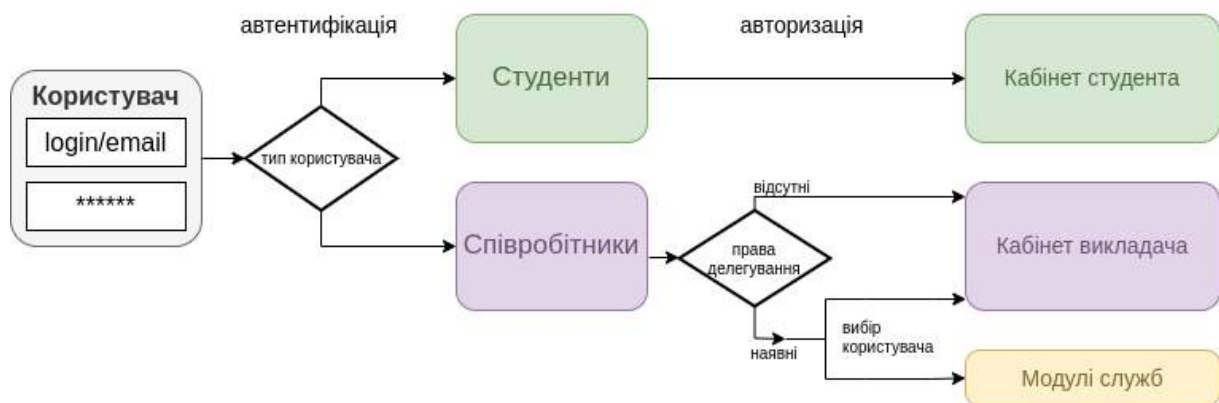 автентифікація
авторизація
Користувач
login/email
******
тип користувача
Студенти
Кабінет студента
Співробітники
відсутні
права
делегування
наявні
вибір
користувача
Кабінет викладача
Модулі служб